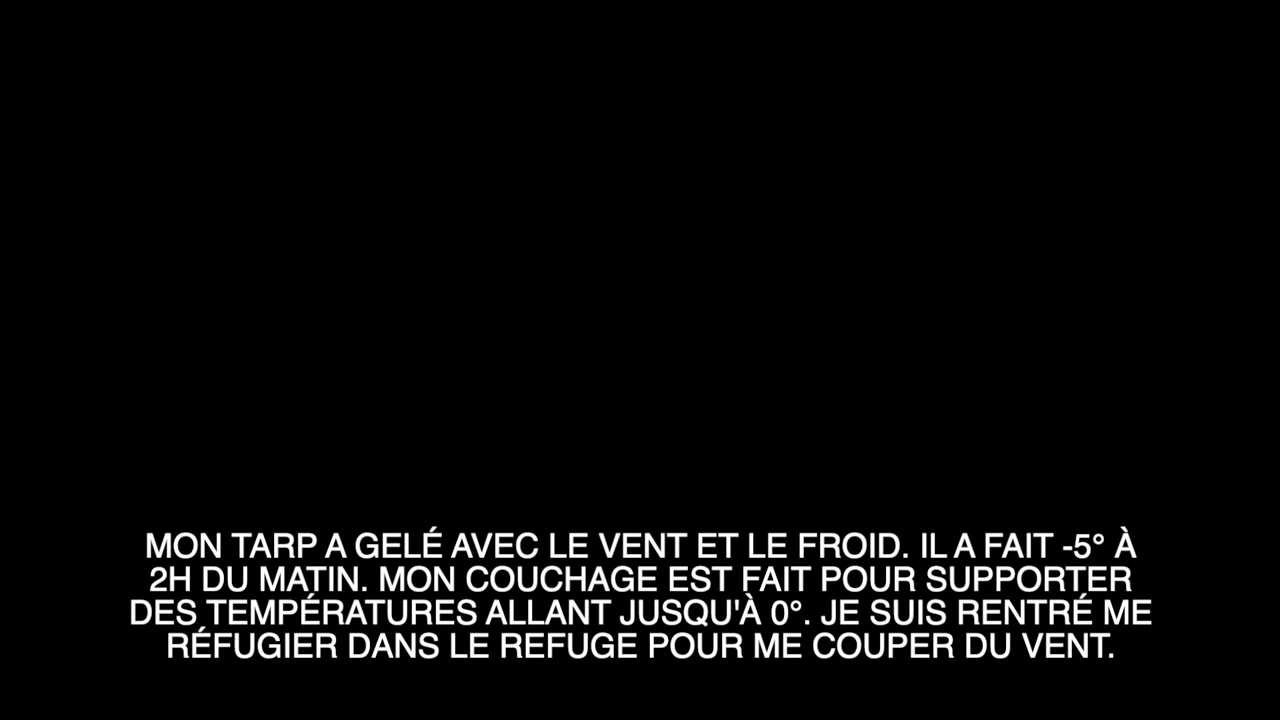 MON TARP A GELÉ AVEC LE VENT ET LE FROID. IL A FAIT -5° À
2H DU MATIN. MON COUCHAGE EST FAIT POUR SUPPORTER
DES TEMPÉRATURES ALLANT JUSQU'À 0°. JE SUIS RENTRÉ ME
RÉFUGIER DANS LE REFUGE POUR ME COUPER DU VENT.